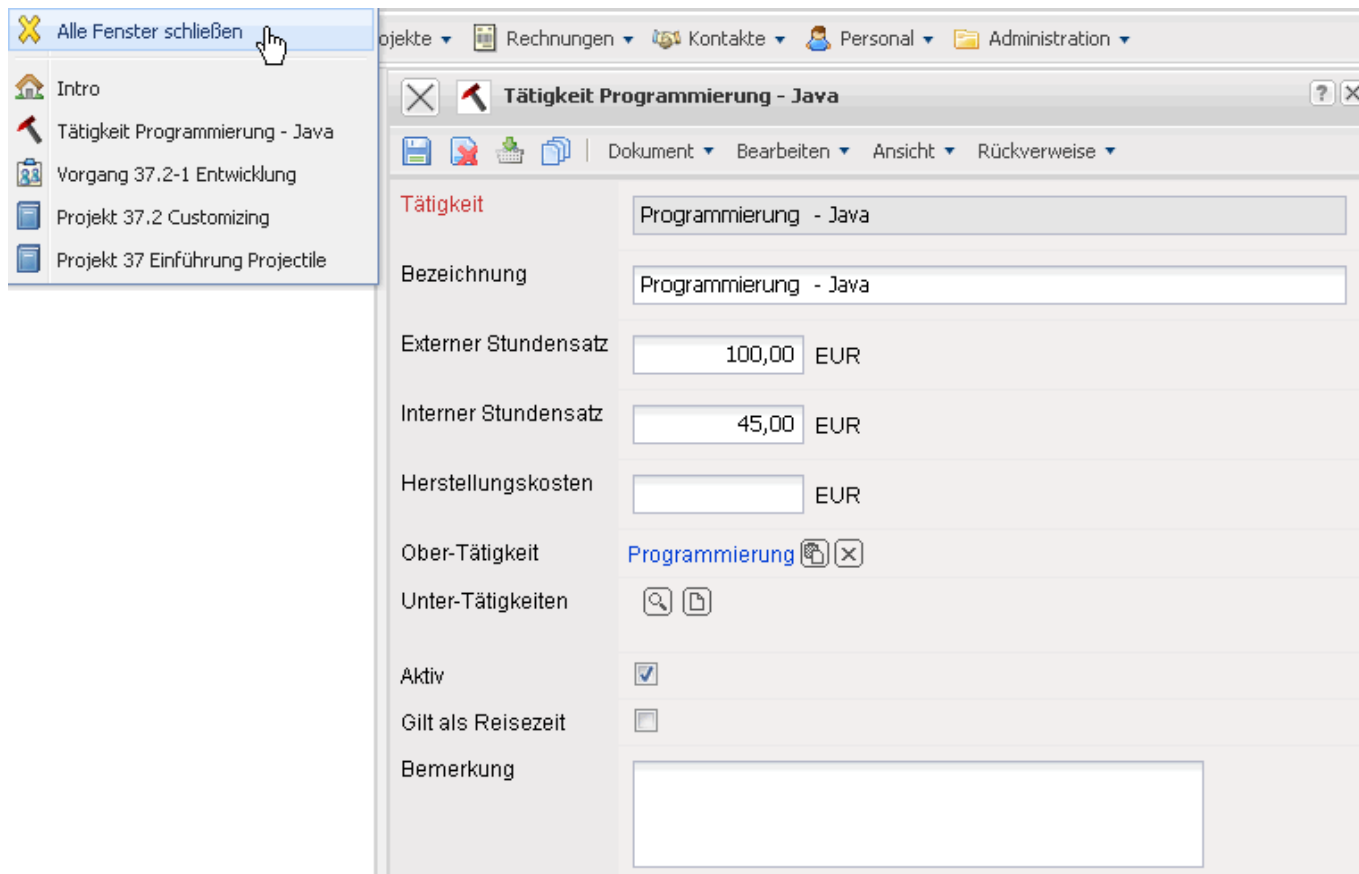 Alle Fenster schließen
Intro
Tätigkeit Programmierung - Java
Vorgang 37.2-1 Entwicklung
Projekt 37.2 Customizing
Projekt 37 Einführung Projectile
ojekte Rechnungen Kontakte Personal Administration
Tätigkeit Programmierung - Java ?
Dokument Bearbeiten Ansicht Rückverweise
Tätigkeit Programmierung - Java
Bezeichnung Programmierung - Java
Externer Stundensatz 100,00 EUR
Interner Stundensatz 45,00 EUR
Herstellungskosten EUR
Ober-Tätigkeit Programmierung
Unter-Tätigkeiten
Aktiv
Gilt als Reisezeit
Bemerkung